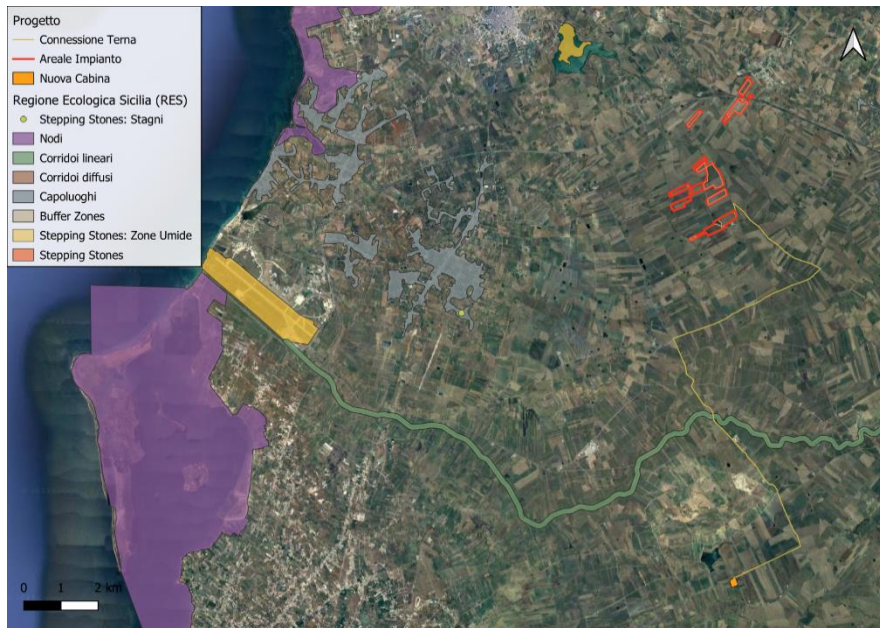 Progetto
Connessione Terna
Areale Impianto
Nuova Cabina
Regione Ecologica Sicilia (RES)
Stepping Stones: Stagni
Nodi
Corridoi lineari
Corridoi diffusi
Capoluoghi
Buffer Zones
Stepping Stones: Zone Umide
Stepping Stones
0 1 2 km